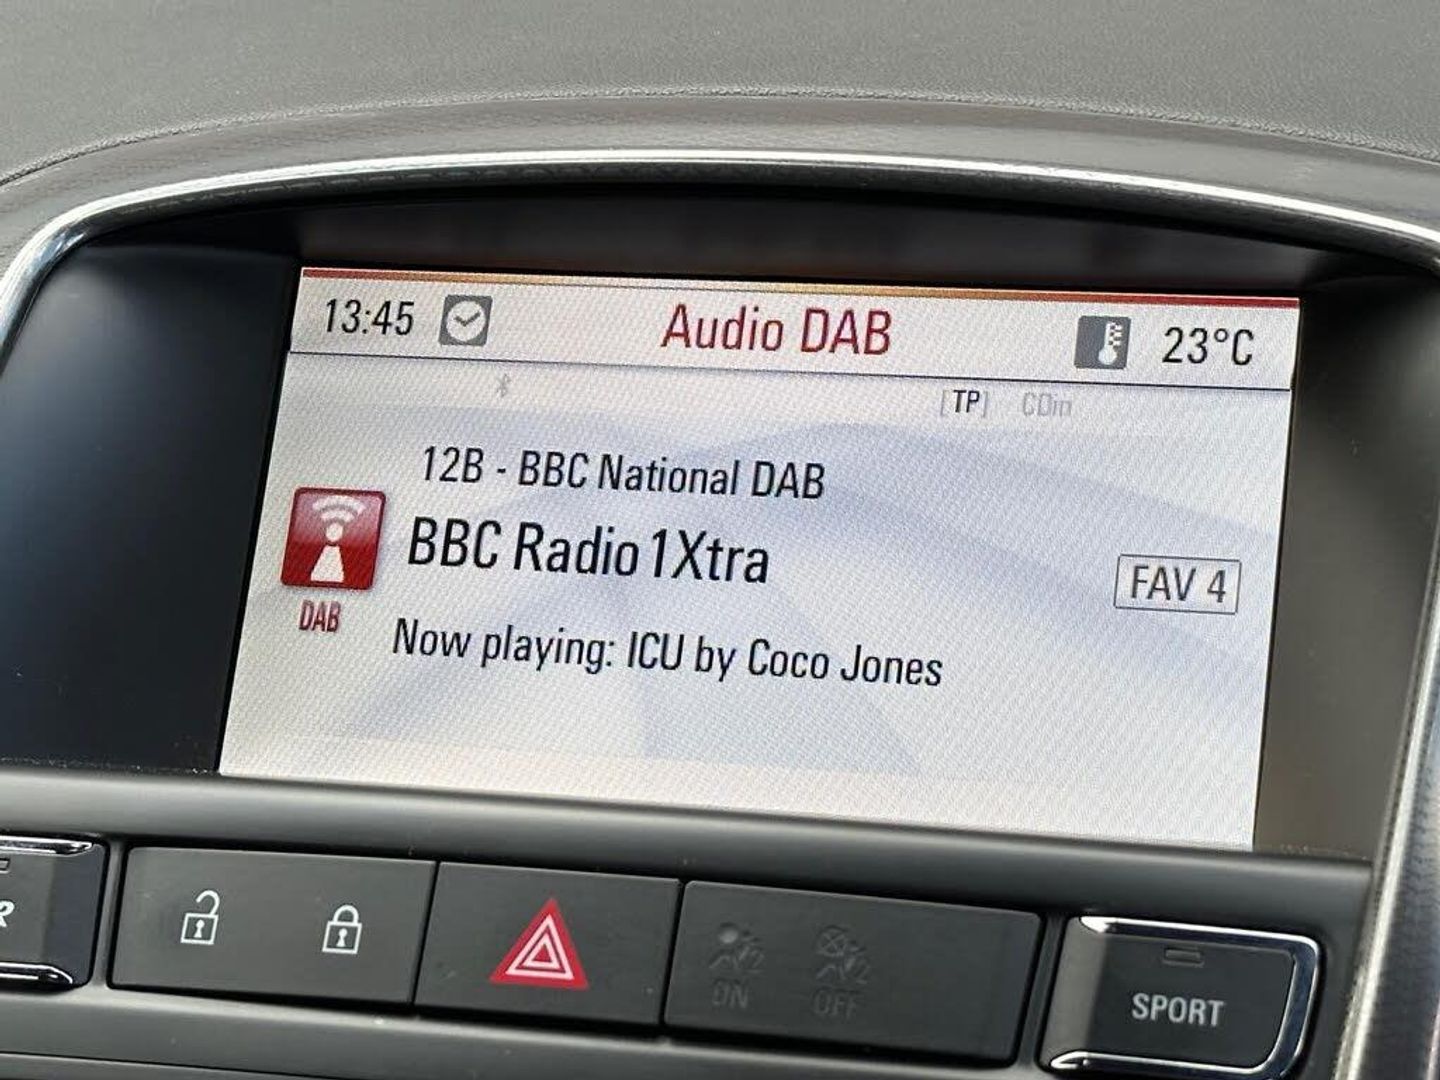 13:45 Audio DAB 23°C
[TP] CDin
12B - BBC National DAB
BBC Radio 1Xtra
FAV 4
DAB
Now playing: ICU by Coco Jones
ON OFF
SPORT